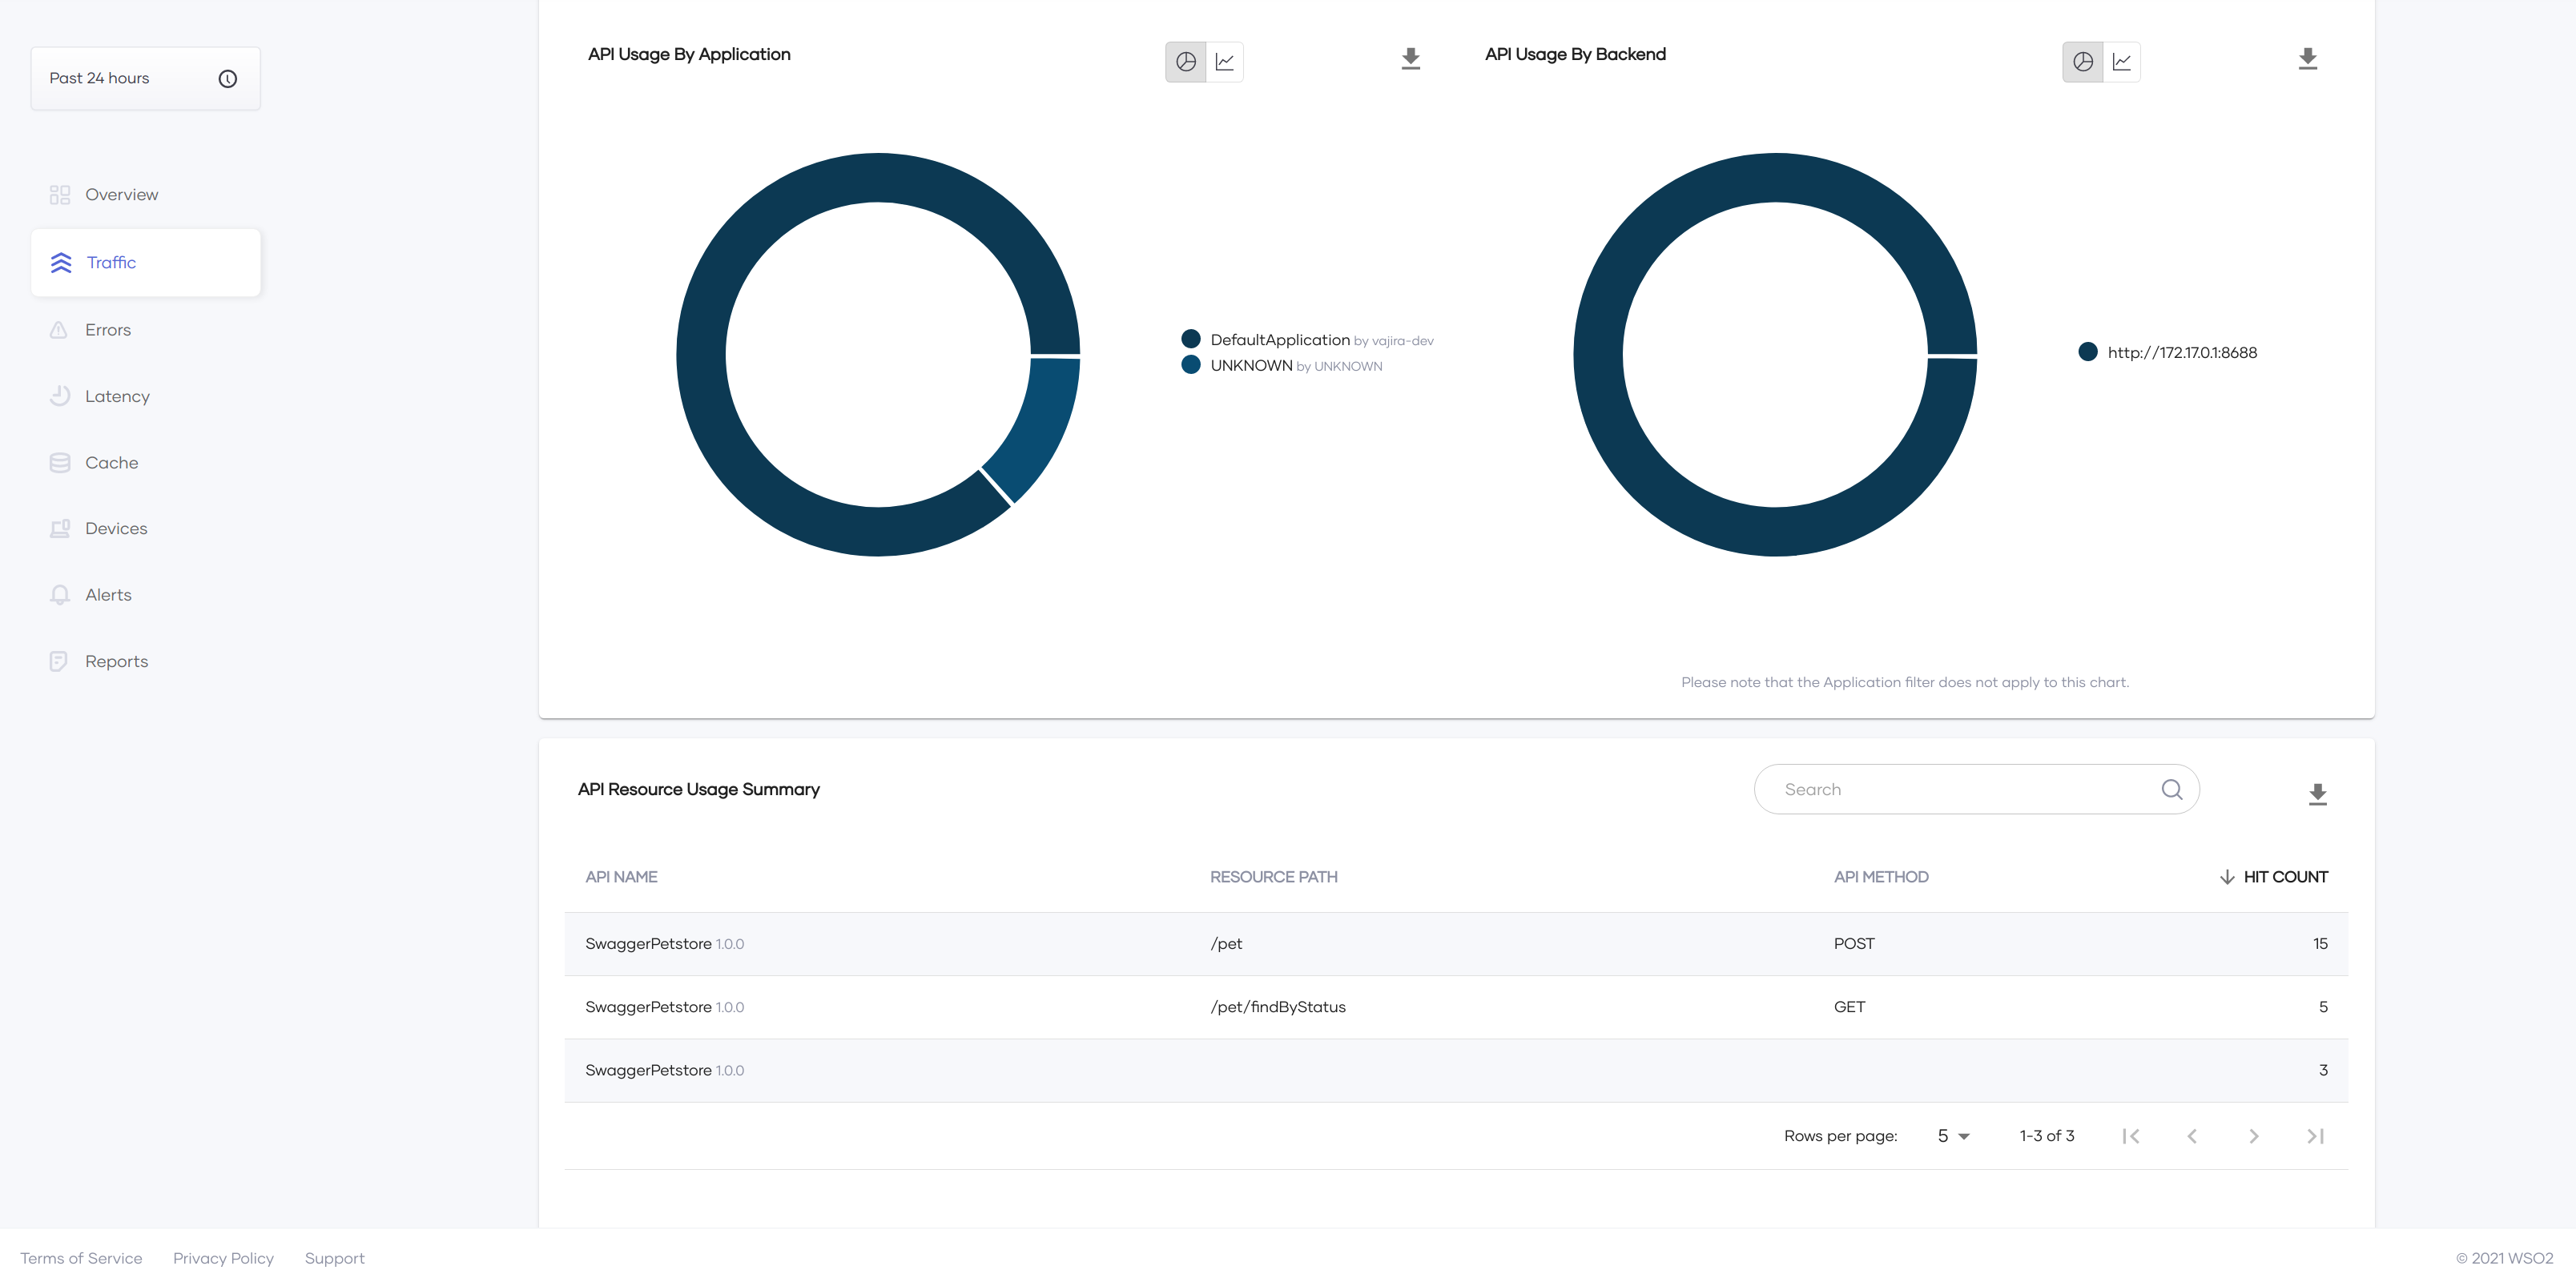 Past 24 hours
Overview
Traffic
Errors
Latency
Cache
Devices
Alerts
Reports
API Usage By Application
DefaultApplication by vajira-dev
UNKNOWN by UNKNOWN
API Usage By Backend
http://172.17.0.1:8688
Please note that the Application filter does not apply to this chart.
API Resource Usage Summary
Search
API NAME RESOURCE PATH API METHOD HIT COUNT
SwaggerPetstore 1.0.0 /pet POST 15
SwaggerPetstore 1.0.0 /pet/findByStatus GET 5
SwaggerPetstore 1.0.0 3
Rows per page: 5 1-3 of 3
Terms of Service Privacy Policy Support © 2021 WSO2